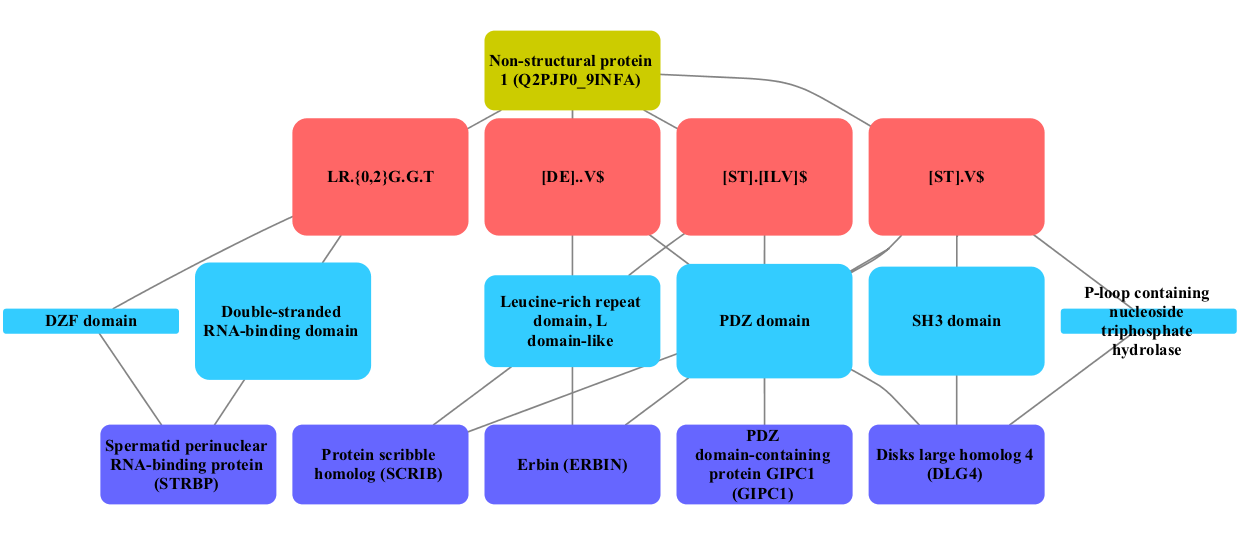 Non-structural protein
1 (Q2PJP0_9INFA)
LR.{0,2}G.G.T
[DE]..V$
[ST].[ILV]$
[ST].V$
DZF domain
Double-stranded
RNA-binding domain
Leucine-rich repeat
domain, L
domain-like
PDZ domain
SH3 domain
P-loop containing
nucleoside
triphosphate
hydrolase
Spermatid perinuclear
RNA-binding protein
(STRBP)
Protein scribble
homolog (SCRIB)
Erbin (ERBIN)
PDZ
domain-containing
protein GIPC1
(GIPC1)
Disks large homolog 4
(DLG4)